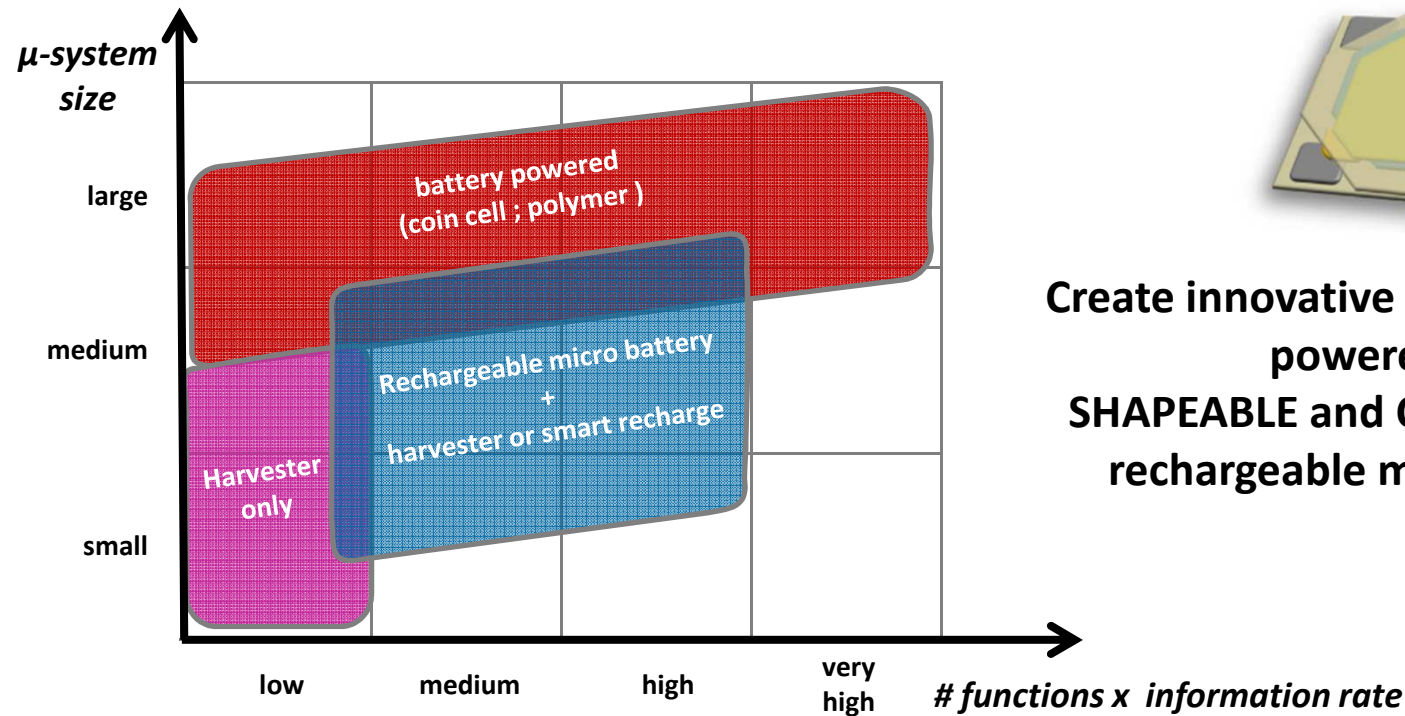 μ-system
size
large
medium
small
battery powered
(coin cell ; polymer )
Rechargeable micro battery
+
harvester or smart recharge
Harvester
only
low
medium
high
very
high
# functions x information rate
Create innovative
powere
SHAPEABLE and
rechargeable m